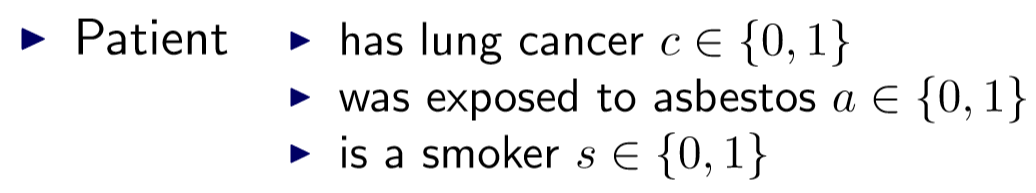 ▶ Patient ▶ has lung cancer c ∈ {0, 1}
▶ was exposed to asbestos a ∈ {0, 1}
▶ is a smoker s ∈ {0, 1}